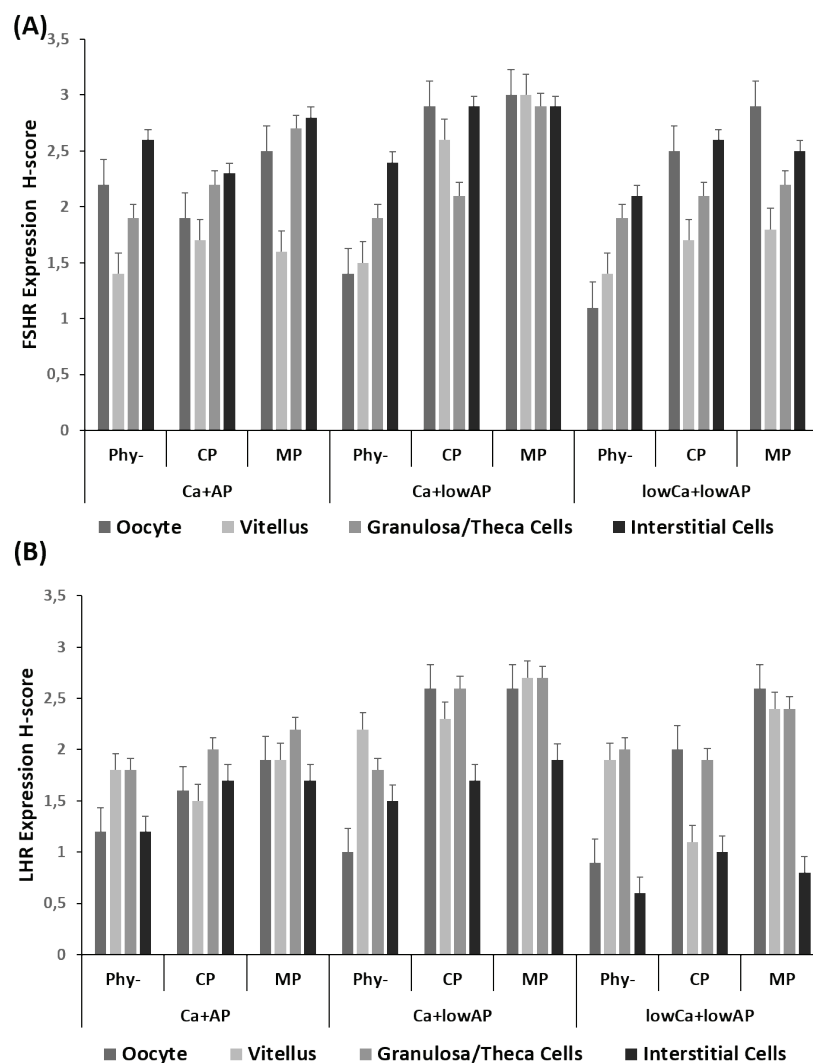 (A)
FSHR Expression H-score
3,5
3
2,5
2
1,5
1
0,5
0
Phy- CP MP Phy- CP MP Phy- CP MP
Ca+AP Ca+lowAP lowCa+lowAP
Oocyte Vitellus Granulosa/Theca Cells Interstitial Cells
(B)
LHR Expression H-score
3,5
3
2,5
2
1,5
1
0,5
0
Phy- CP MP Phy- CP MP Phy- CP MP
Ca+AP Ca+lowAP lowCa+lowAP
Oocyte Vitellus Granulosa/Theca Cells Interstitial Cells